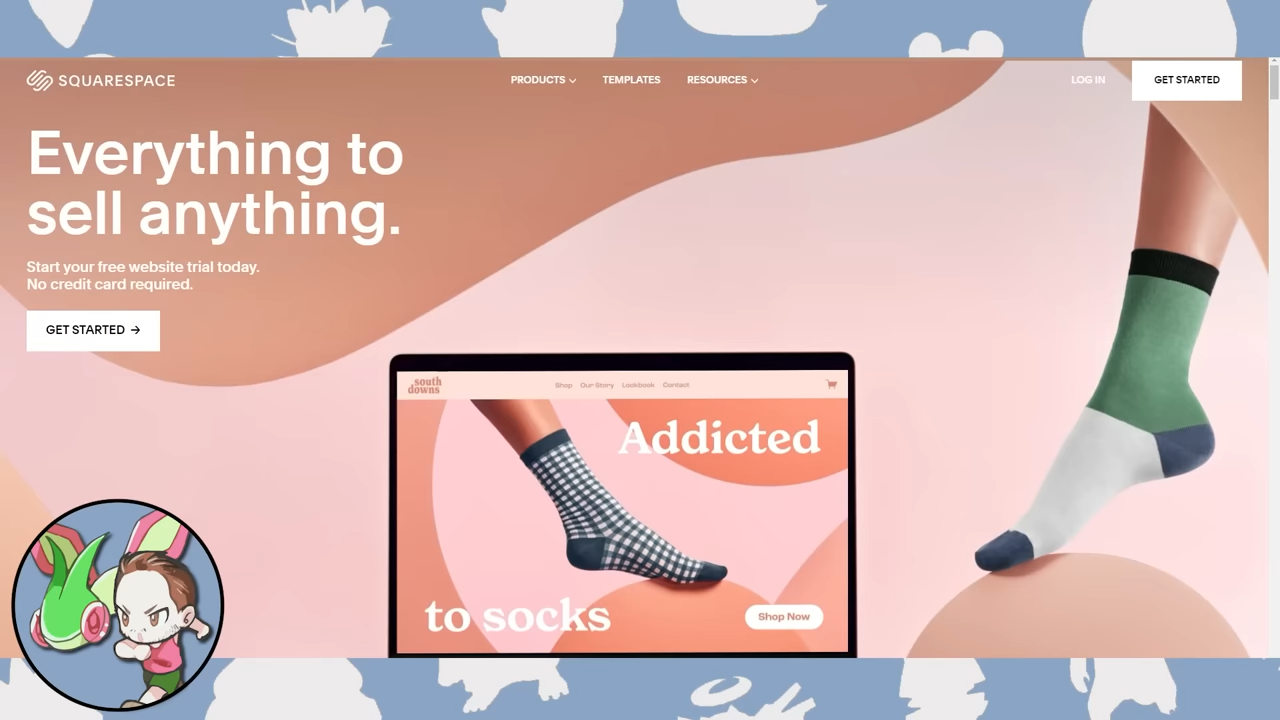 SQUARESPACE
PRODUCTS
TEMPLATES
RESOURCES
LOG IN
GET STARTED
Everything to
sell anything.
Start your free website trial today.
No credit card required.
GET STARTED →
south
downs
Shop
Our Story
Lookbook
Contact
Addicted
to socks
Shop Now